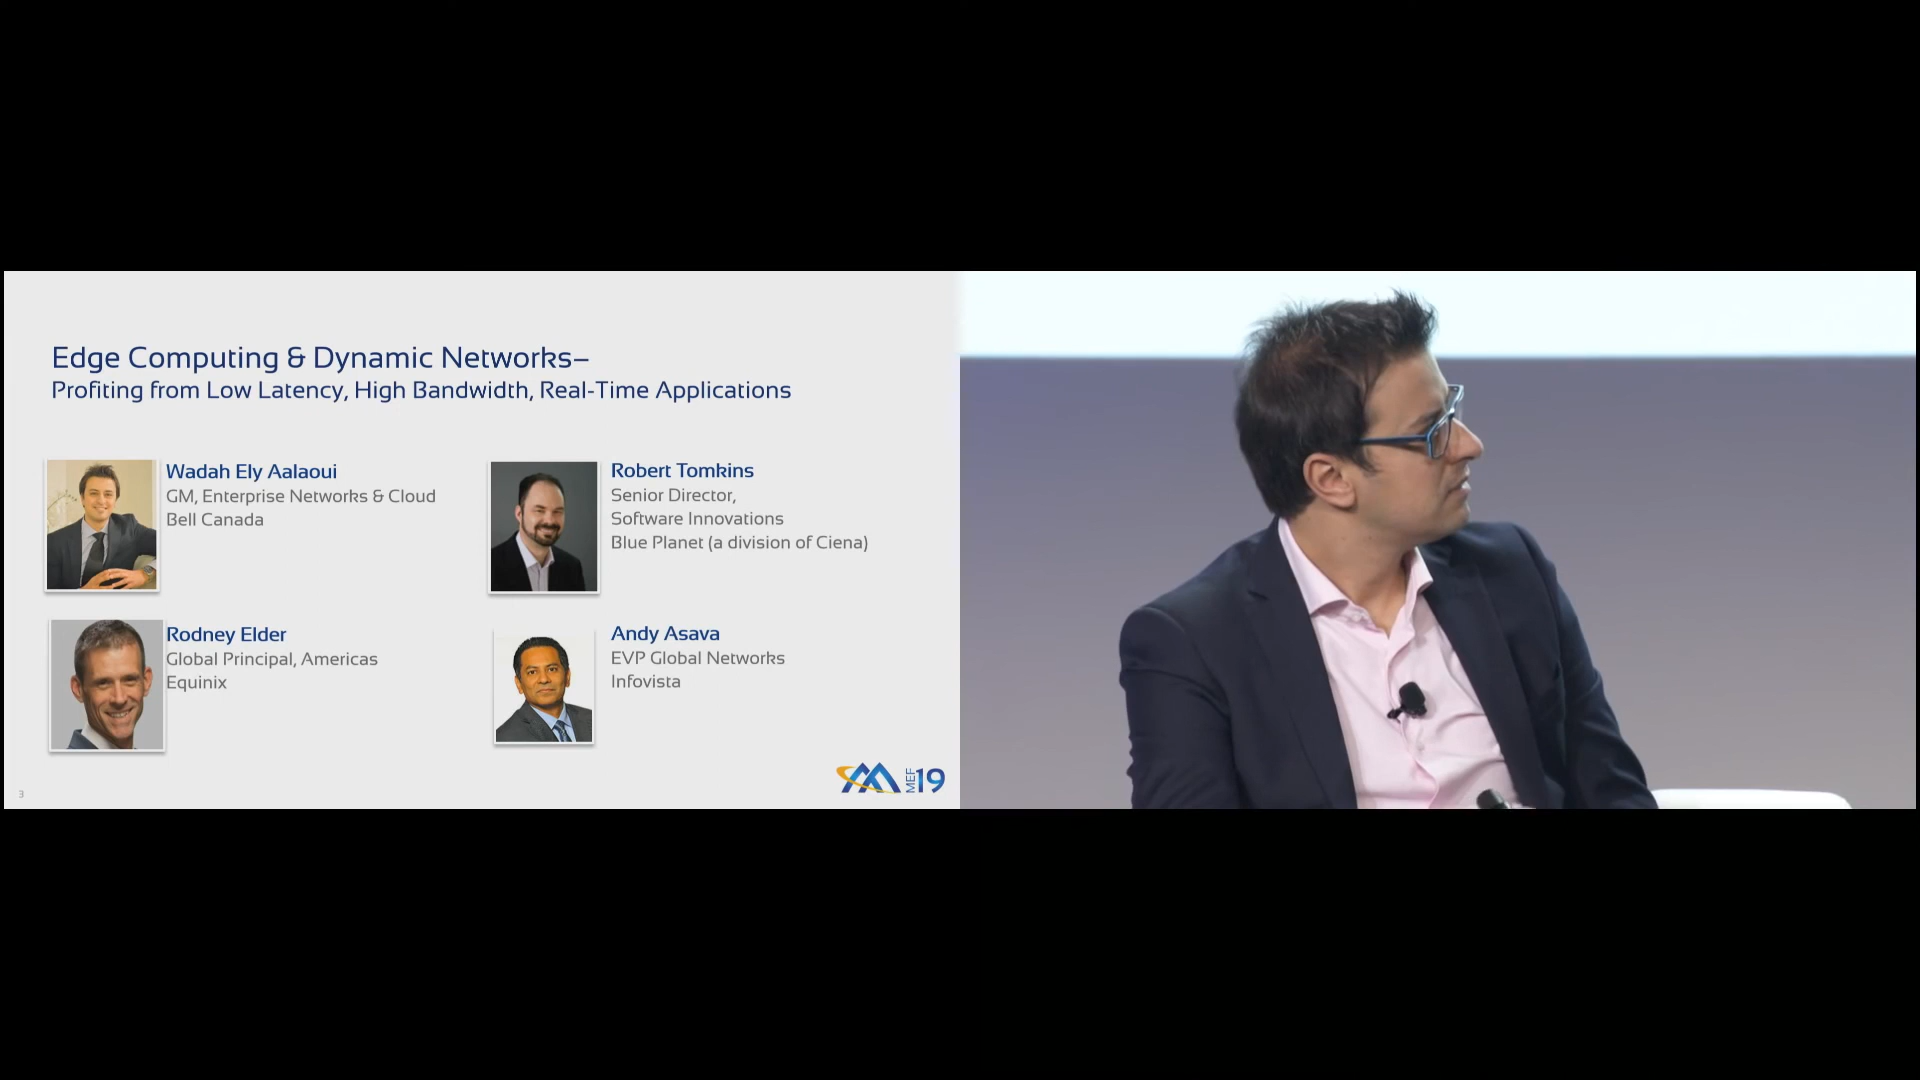 Edge Computing & Dynamic Networks–
Profiting from Low Latency, High Bandwidth, Real-Time Applications
Wadah Ely Aalaoui
GM, Enterprise Networks & Cloud
Bell Canada
Robert Tomkins
Senior Director,
Software Innovations
Blue Planet (a division of Ciena)
Rodney Elder
Global Principal, Americas
Equinix
Andy Asava
EVP Global Networks
Infovista
3
MEF 19